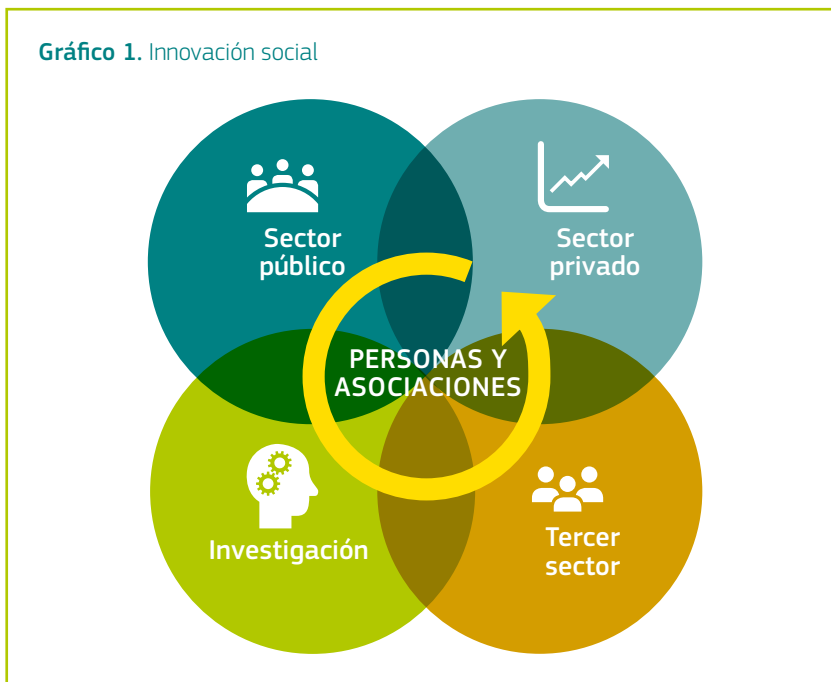 Gráfico 1. Innovación social
Sector
público
Sector
privado
PERSONAS Y
ASOCIACIONES
Investigación
Tercer
sector